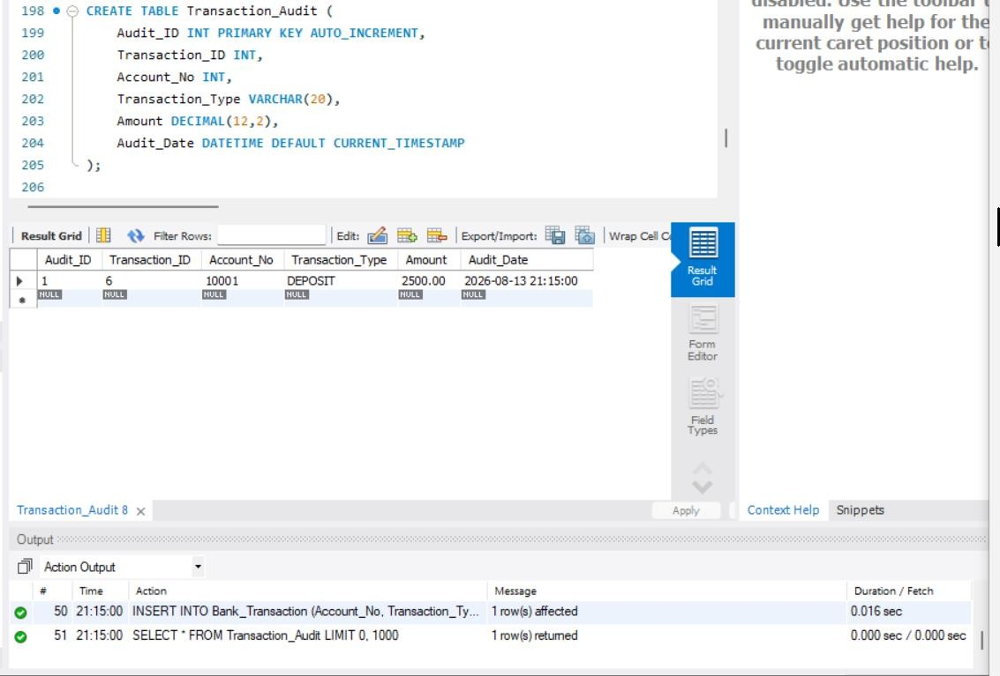 disabled. Use the toolbar t
manually get help for the
current caret position or t
toggle automatic help.
198 CREATE TABLE Transaction_Audit (
199 Audit_ID INT PRIMARY KEY AUTO_INCREMENT,
200 Transaction_ID INT,
201 Account_No INT,
202 Transaction_Type VARCHAR(20),
203 Amount DECIMAL(12,2),
204 Audit_Date DATETIME DEFAULT CURRENT_TIMESTAMP
205 );
206
Result Grid Filter Rows: Edit: Export/Import: Wrap Cell Co
Audit_ID Transaction_ID Account_No Transaction_Type Amount Audit_Date
1 6 10001 DEPOSIT 2500.00 2026-08-13 21:15:00
NULL NULL NULL NULL NULL NULL
Result
Grid
Form
Editor
Field
Types
Transaction_Audit 8 Apply Context Help Snippets
Output
Action Output
# Time Action Message Duration / Fetch
50 21:15:00 INSERT INTO Bank_Transaction (Account_No, Transaction_Ty... 1 row(s) affected 0.016 sec
51 21:15:00 SELECT * FROM Transaction_Audit LIMIT 0, 1000 1 row(s) returned 0.000 sec / 0.000 sec